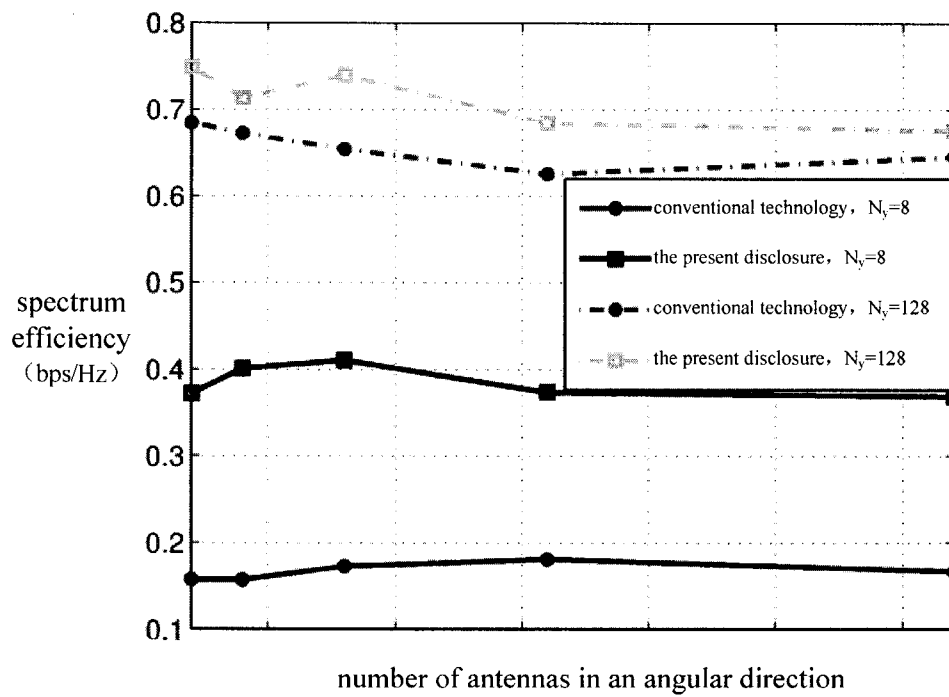 0.8
0.7
0.6
0.5
0.4
0.3
0.2
0.1
spectrum
efficiency
（bps/Hz）
conventional technology，N_y=8
the present disclosure，N_y=8
conventional technology，N_y=128
the present disclosure，N_y=128
number of antennas in an angular direction